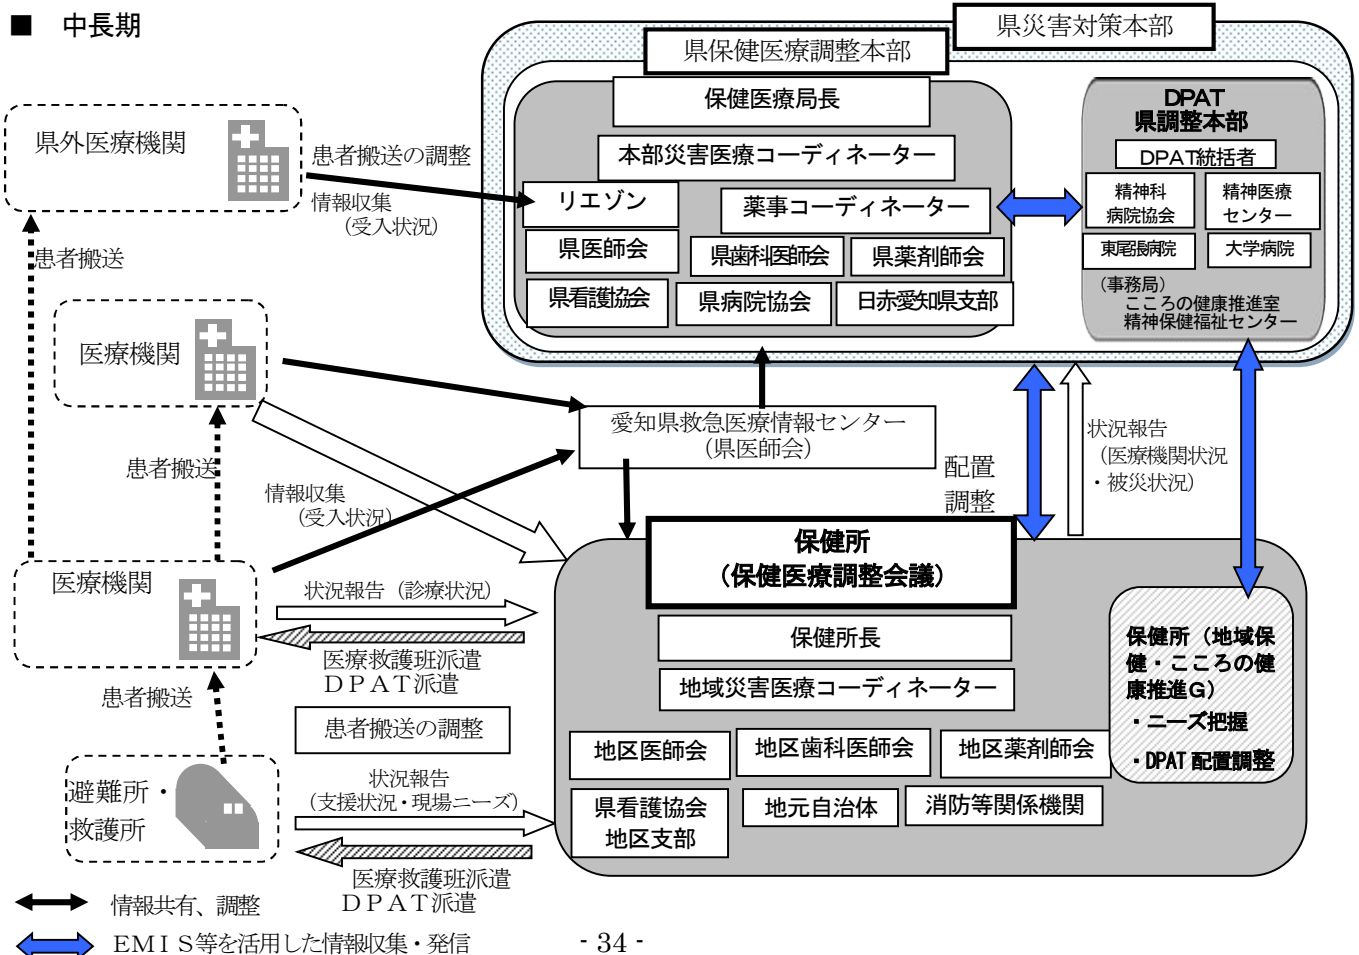 ■ 中長期
県災害対策本部
県保健医療調整本部
保健医療局長
本部災害医療コーディネーター
リエゾン
薬事コーディネーター
県医師会
県歯科医師会
県薬剤師会
県看護協会
県病院協会
日赤愛知県支部
DPAT
県調整本部
DPAT統括者
精神科
病院協会
精神医療
センター
東尾張病院
大学病院
（事務局）
こころの健康推進室
精神保健福祉センター
県外医療機関
患者搬送の調整
情報収集
（受入状況）
患者搬送
医療機関
愛知県救急医療情報センター
（県医師会）
患者搬送
情報収集
（受入状況）
配置
調整
状況報告
（医療機関状況
・被災状況）
保健所
（保健医療調整会議）
保健所長
地域災害医療コーディネーター
地区医師会
地区歯科医師会
地区薬剤師会
県看護協会
地区支部
地元自治体
消防等関係機関
保健所（地域保
健・こころの健
康推進G）
・ニーズ把握
・DPAT 配置調整
医療機関
状況報告（診療状況）
医療救護班派遣
ＤＰＡＴ派遣
患者搬送
患者搬送の調整
避難所・
救護所
状況報告
（支援状況・現場ニーズ）
医療救護班派遣
ＤＰＡＴ派遣
情報共有、調整
ＥＭＩＳ等を活用した情報収集・発信
- 34 -